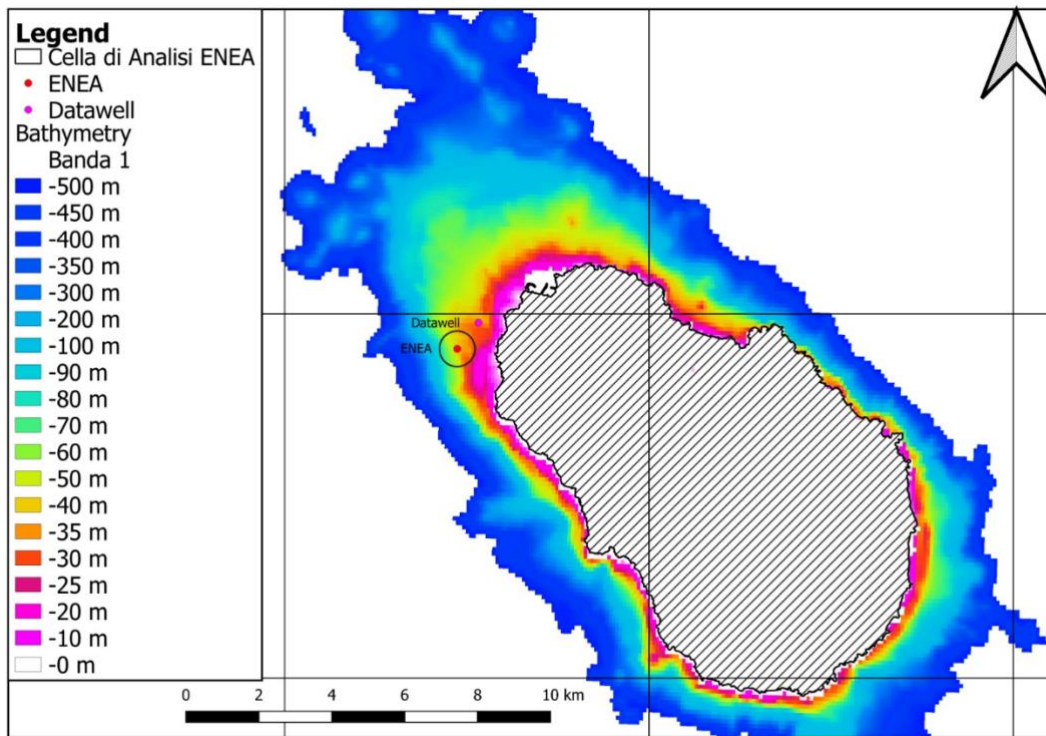 Legend
Cella di Analisi ENEA
ENEA
Datawell
Bathymetry
Banda 1
-500 m
-450 m
-400 m
-350 m
-300 m
-200 m
-100 m
-90 m
-80 m
-70 m
-60 m
-50 m
-40 m
-35 m
-30 m
-25 m
-20 m
-10 m
-0 m
Datawell
ENEA
0 2 4 6 8 10 km